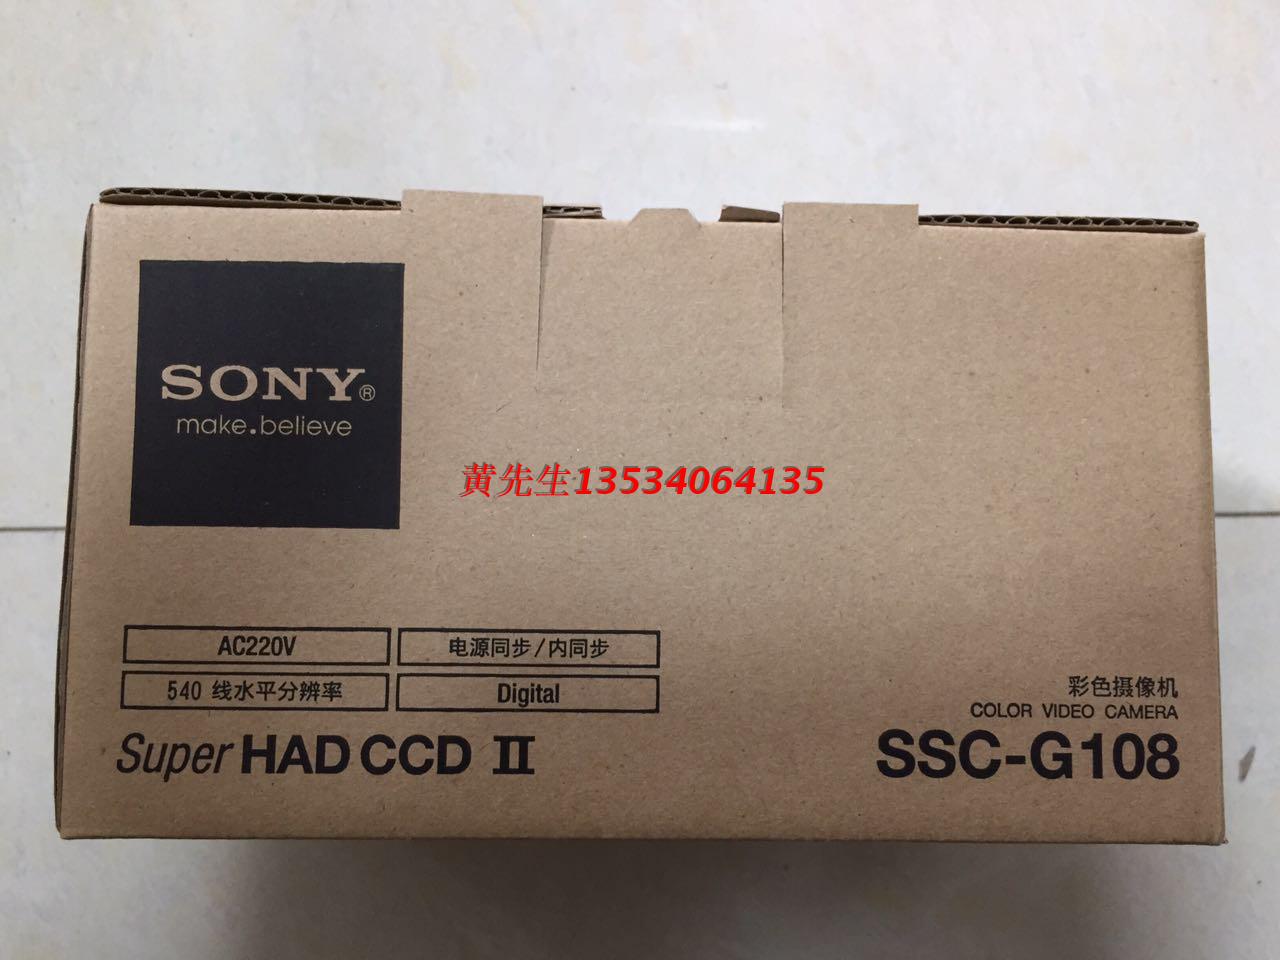 SONY®
make.believe
黄先生13534064135
AC220V
电源同步/内同步
540 线水平分辨率
Digital
Super HAD CCD II
彩色摄像机
COLOR VIDEO CAMERA
SSC-G108